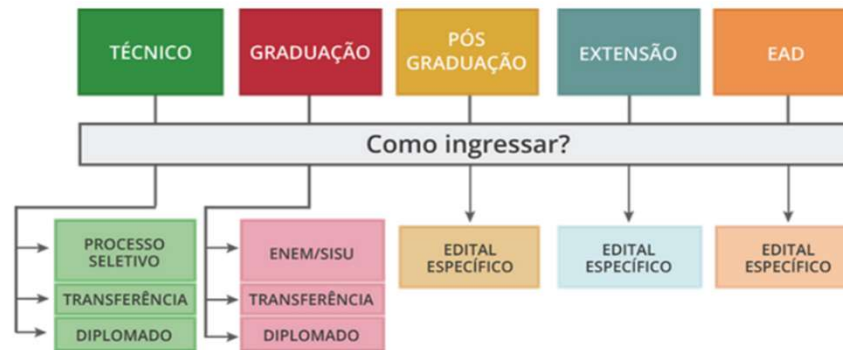 TÉCNICO
GRADUAÇÃO
PÓS
GRADUAÇÃO
EXTENSÃO
EAD
Como ingressar?
PROCESSO
SELETIVO
TRANSFERÊNCIA
DIPLOMADO
ENEM/SISU
TRANSFERÊNCIA
DIPLOMADO
EDITAL
ESPECÍFICO
EDITAL
ESPECÍFICO
EDITAL
ESPECÍFICO